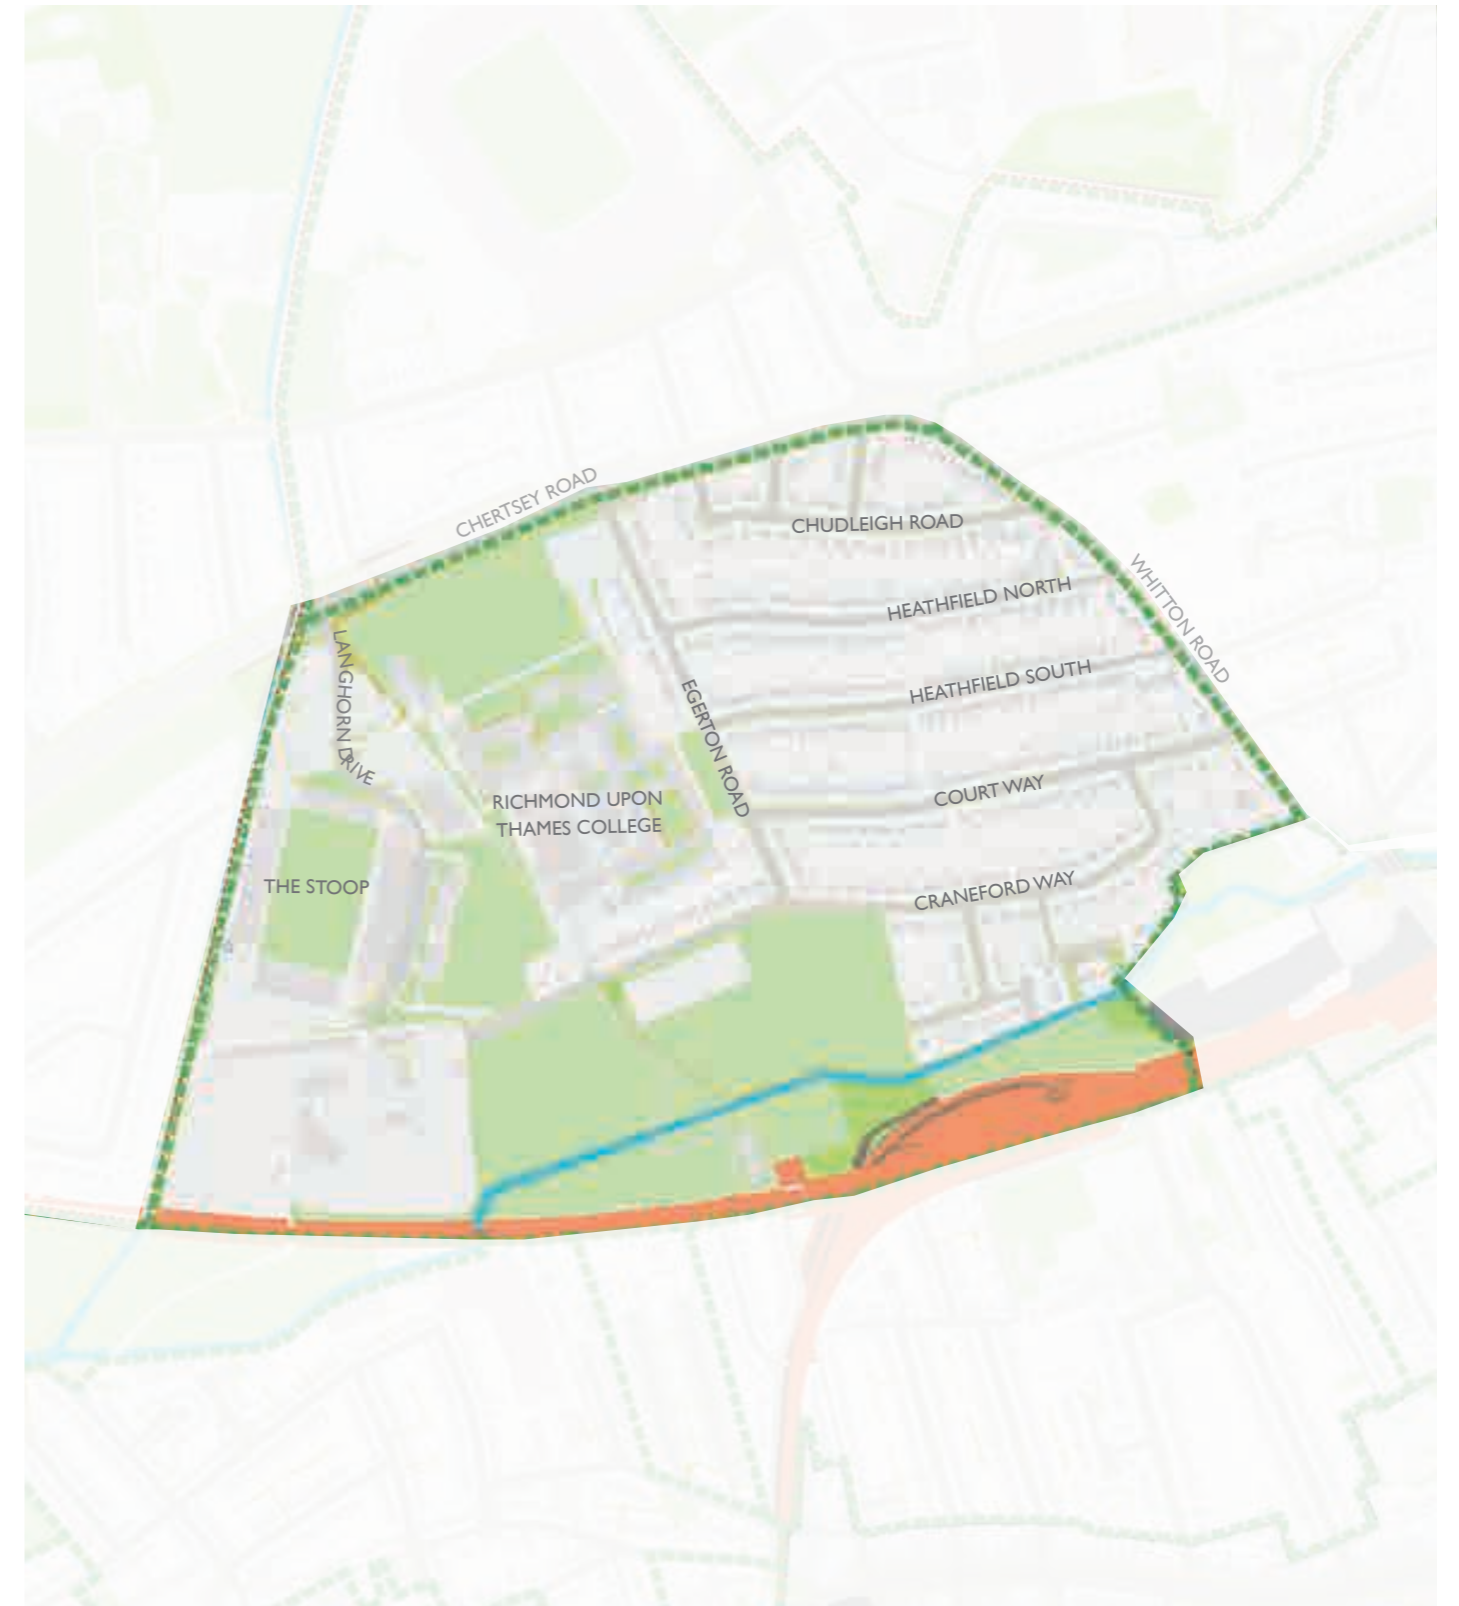 CHERTSEY ROAD
CHUDLEIGH ROAD
WHITTON ROAD
HEATHFIELD NORTH
LANGHORN DRIVE
HEATHFIELD SOUTH
EGERTON ROAD
COURT WAY
RICHMOND UPON
THAMES COLLEGE
THE STOOP
CRANEFORD WAY